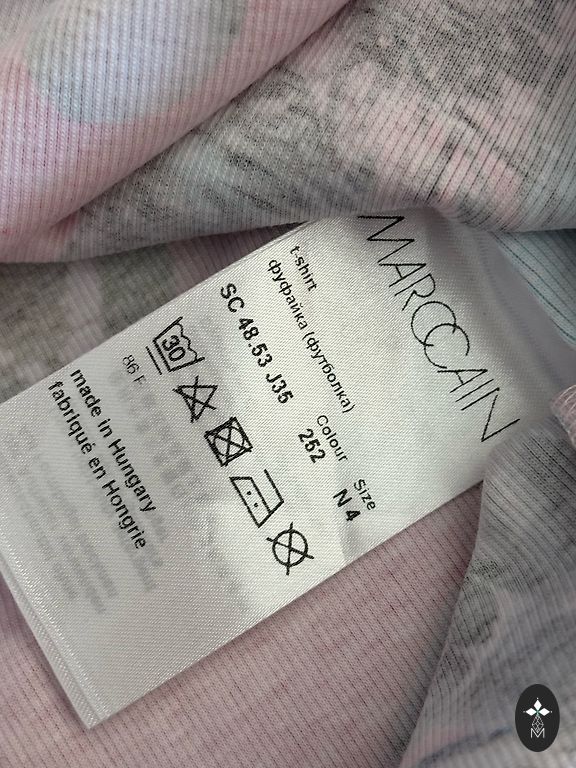 MARCCAIN
t-shirt
фуфайка (футболка)
SC 48.53 J35
Colour
252
Size
N 4
30
86 F
made in Hungary
fabriqué en Hongrie
M